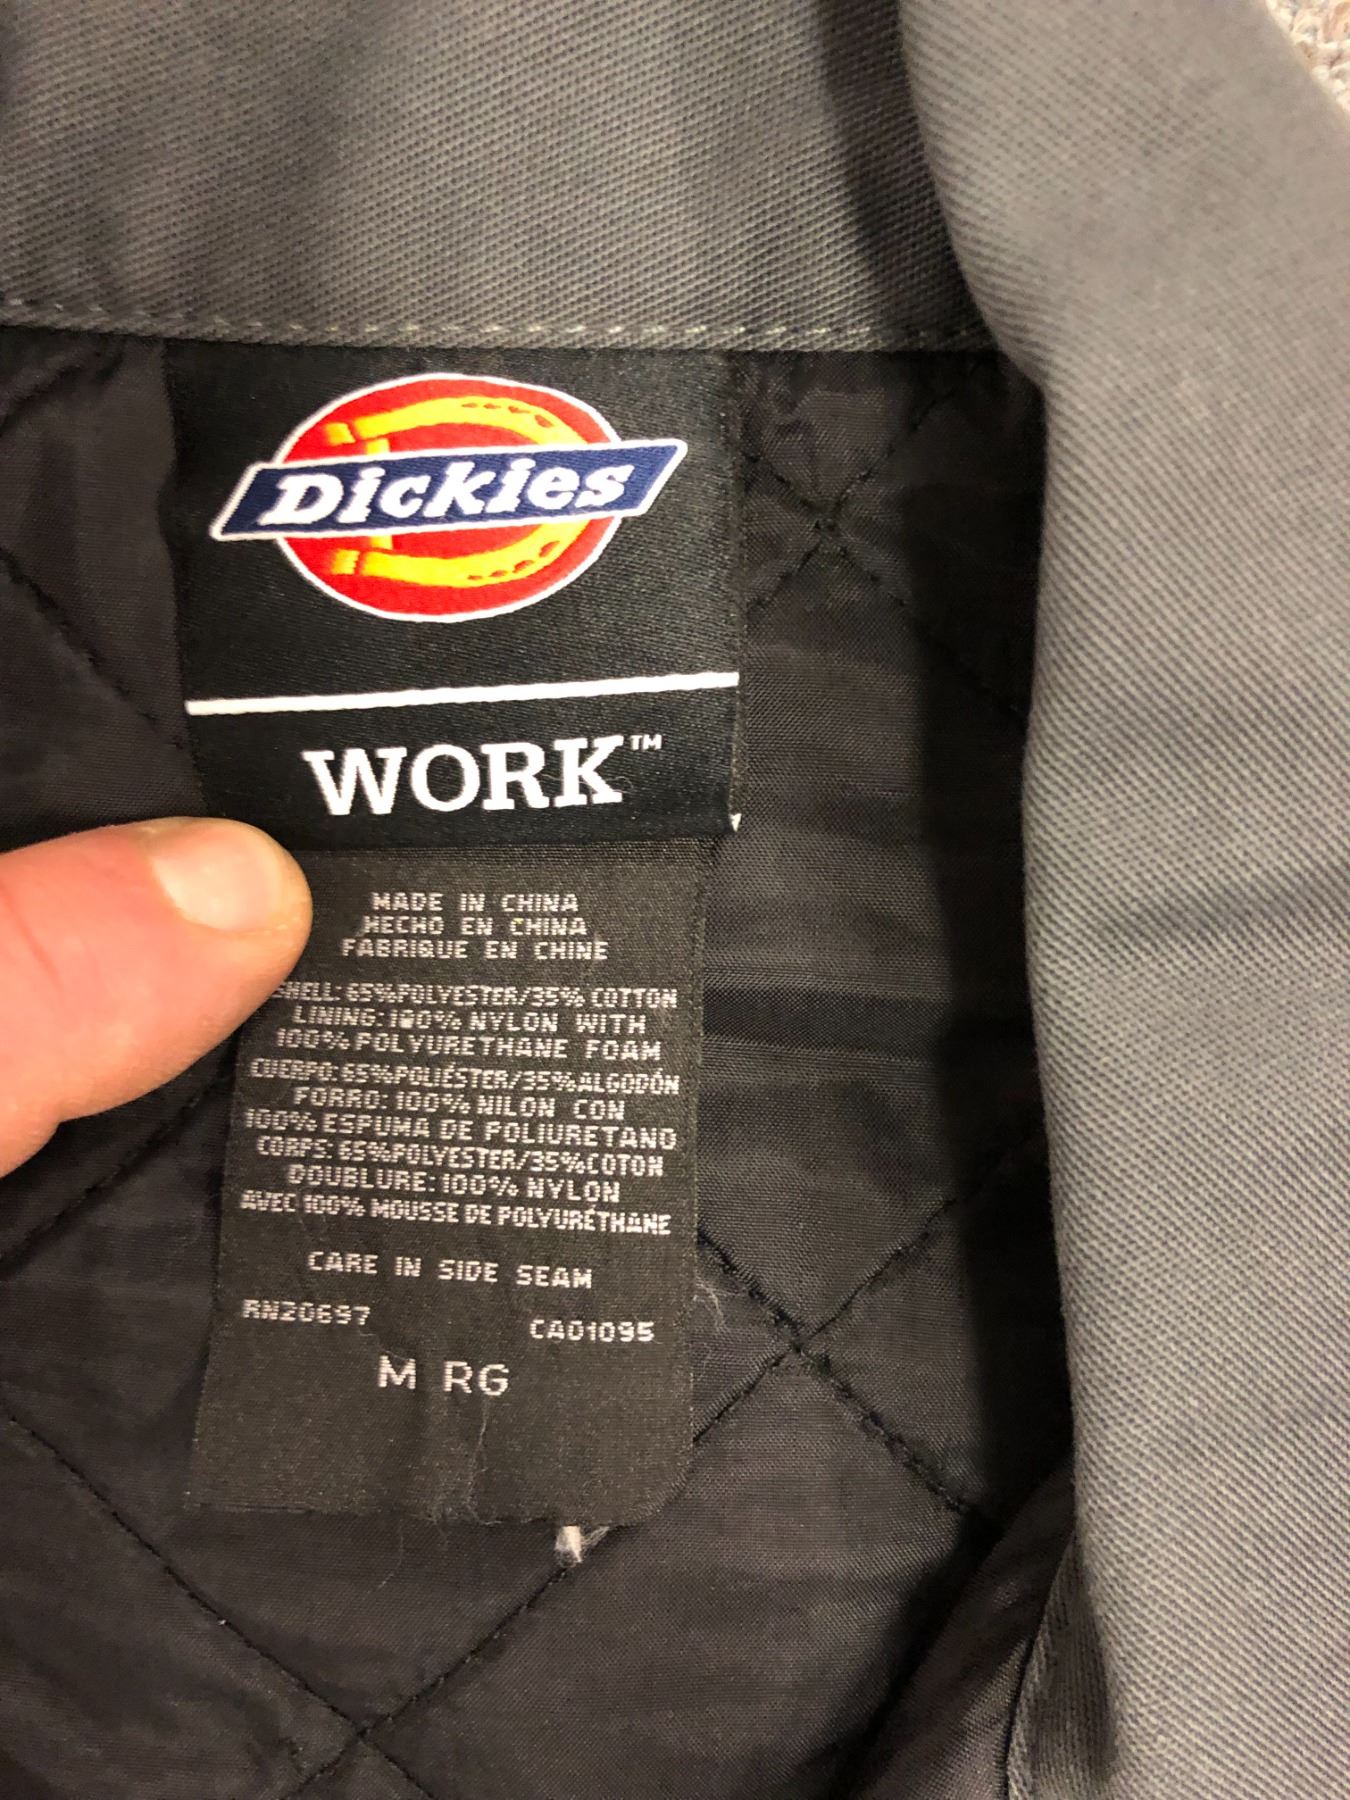 Dickies
WORK™
MADE IN CHINA
HECHO EN CHINA
FABRIQUE EN CHINE
SHELL: 65% POLYESTER/35% COTTON
LINING: 100% NYLON WITH
100% POLYURETHANE FOAM
CUERPO: 65% POLIÉSTER/35% ALGODÓN
FORRO: 100% NILON CON
100% ESPUMA DE POLIURETANO
CORPS: 65% POLYESTER/35% COTON
DOUBLURE: 100% NYLON
AVEC 100% MOUSSE DE POLYURÉTHANE
CARE IN SIDE SEAM
RN20697 CA01095
M RG